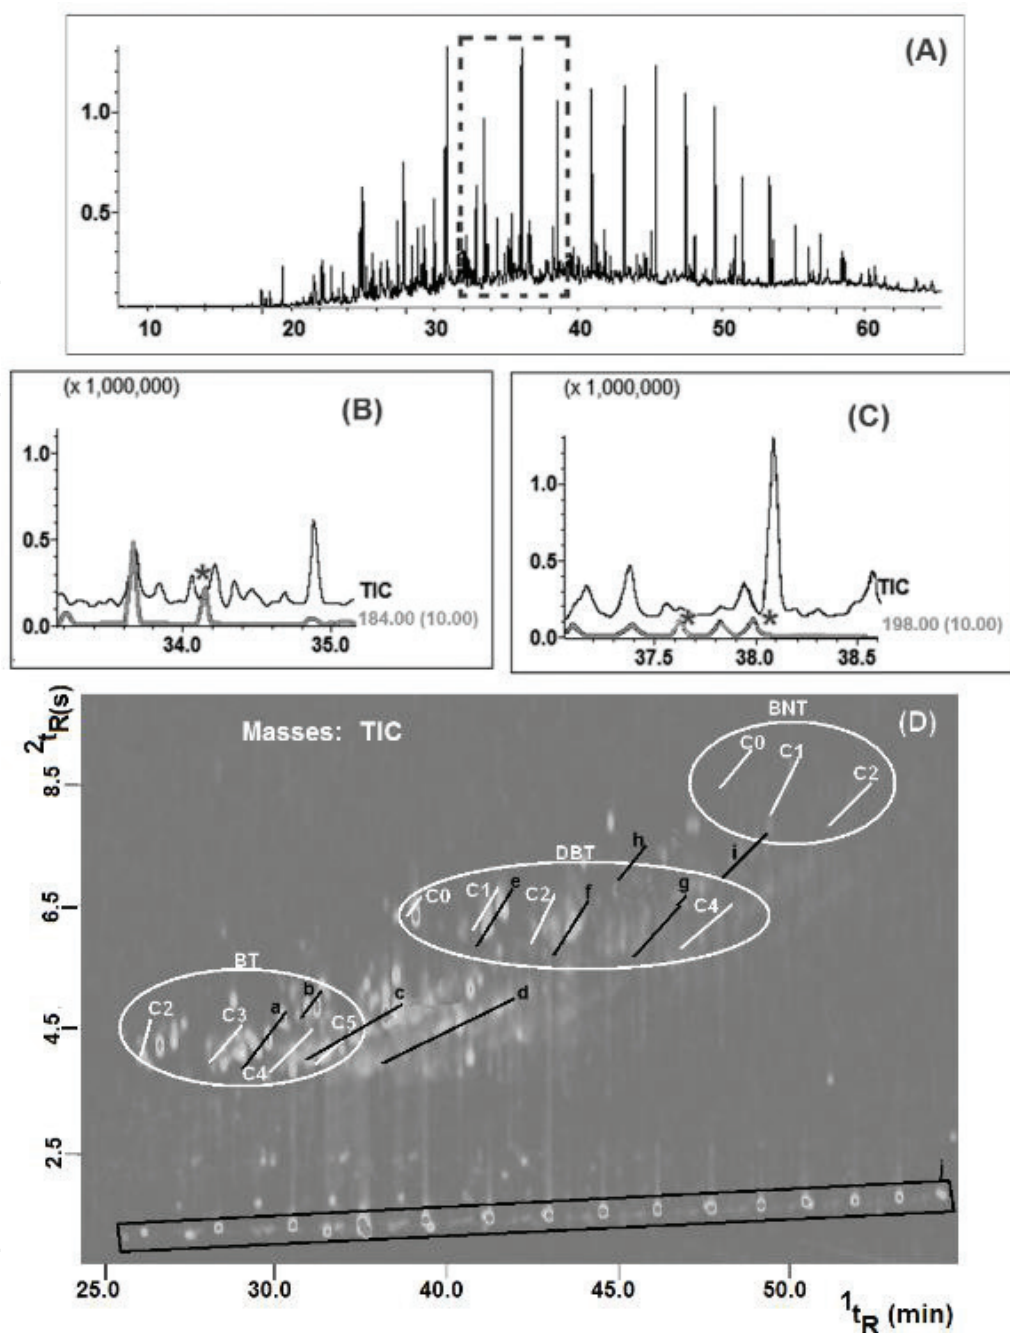 (A)
1.0
0.5
10 20 30 40 50 60
(x 1,000,000)
(B)
1.0
0.5
0.0
*
TIC
184.00 (10.00)
34.0 35.0
(x 1,000,000)
(C)
1.0
0.5
0.0
* *
TIC
198.00 (10.00)
37.5 38.0 38.5
2tR(s)
Masses: TIC
(D)
BNT
C0 C1 C2
8.5
h
i
DBT
6.5
C0 C1 e C2 f g C4
BT
4.5
C2 C3 a b C4 C5 c d
2.5
j
25.0 30.0 40.0 45.0 50.0
1tR (min)